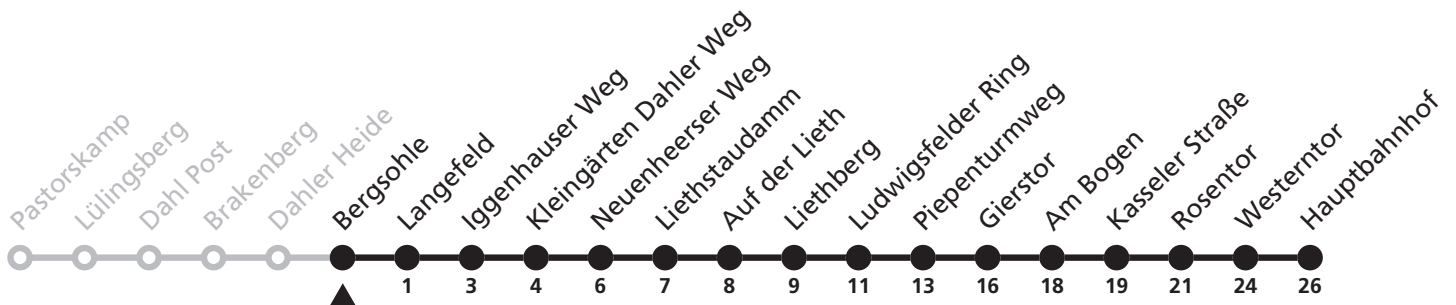 Pastorskamp
Lülingsberg
Dahl Post
Brakenberg
Dahler Heide
Bergsohle
Langefeld
Iggenhauser Weg
Kleingärten Dahler Weg
Neuenheerser Weg
Liethstaudamm
Auf der Lieth
Liethberg
Ludwigsfelder Ring
Piepenturmweg
Gierstor
Am Bogen
Kasseler Straße
Rosentor
Westerntor
Hauptbahnhof
1 3 4 6 7 8 9 11 13 16 18 19 21 24 26